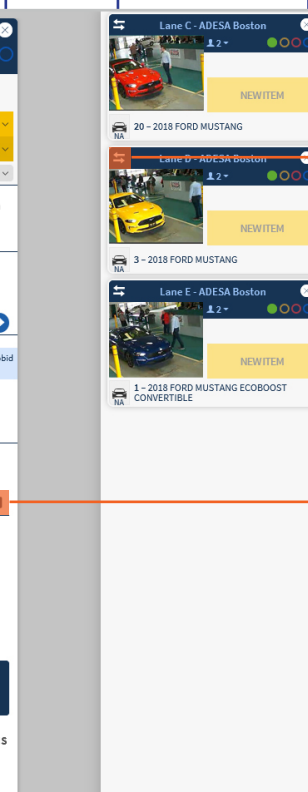 Lane C - ADESA Boston
2
NEW ITEM
NA
20 – 2018 FORD MUSTANG
Lane D - ADESA Boston
2
NEW ITEM
NA
3 – 2018 FORD MUSTANG
obid
Lane E - ADESA Boston
2
NEW ITEM
NA
1 – 2018 FORD MUSTANG ECOBOOST
CONVERTIBLE
s